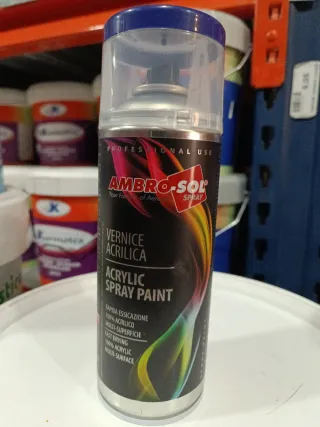 PROFESSIONAL USE
AMBRO-SOL®
SPRAY
VERNICE
ACRILICA
ACRYLIC
SPRAY PAINT
RAPIDA ESSICAZIONE
100% ACRILICO
MULTI-SUPERFICIE
FAST DRYING
100% ACRYLIC
MULTI-SURFACE